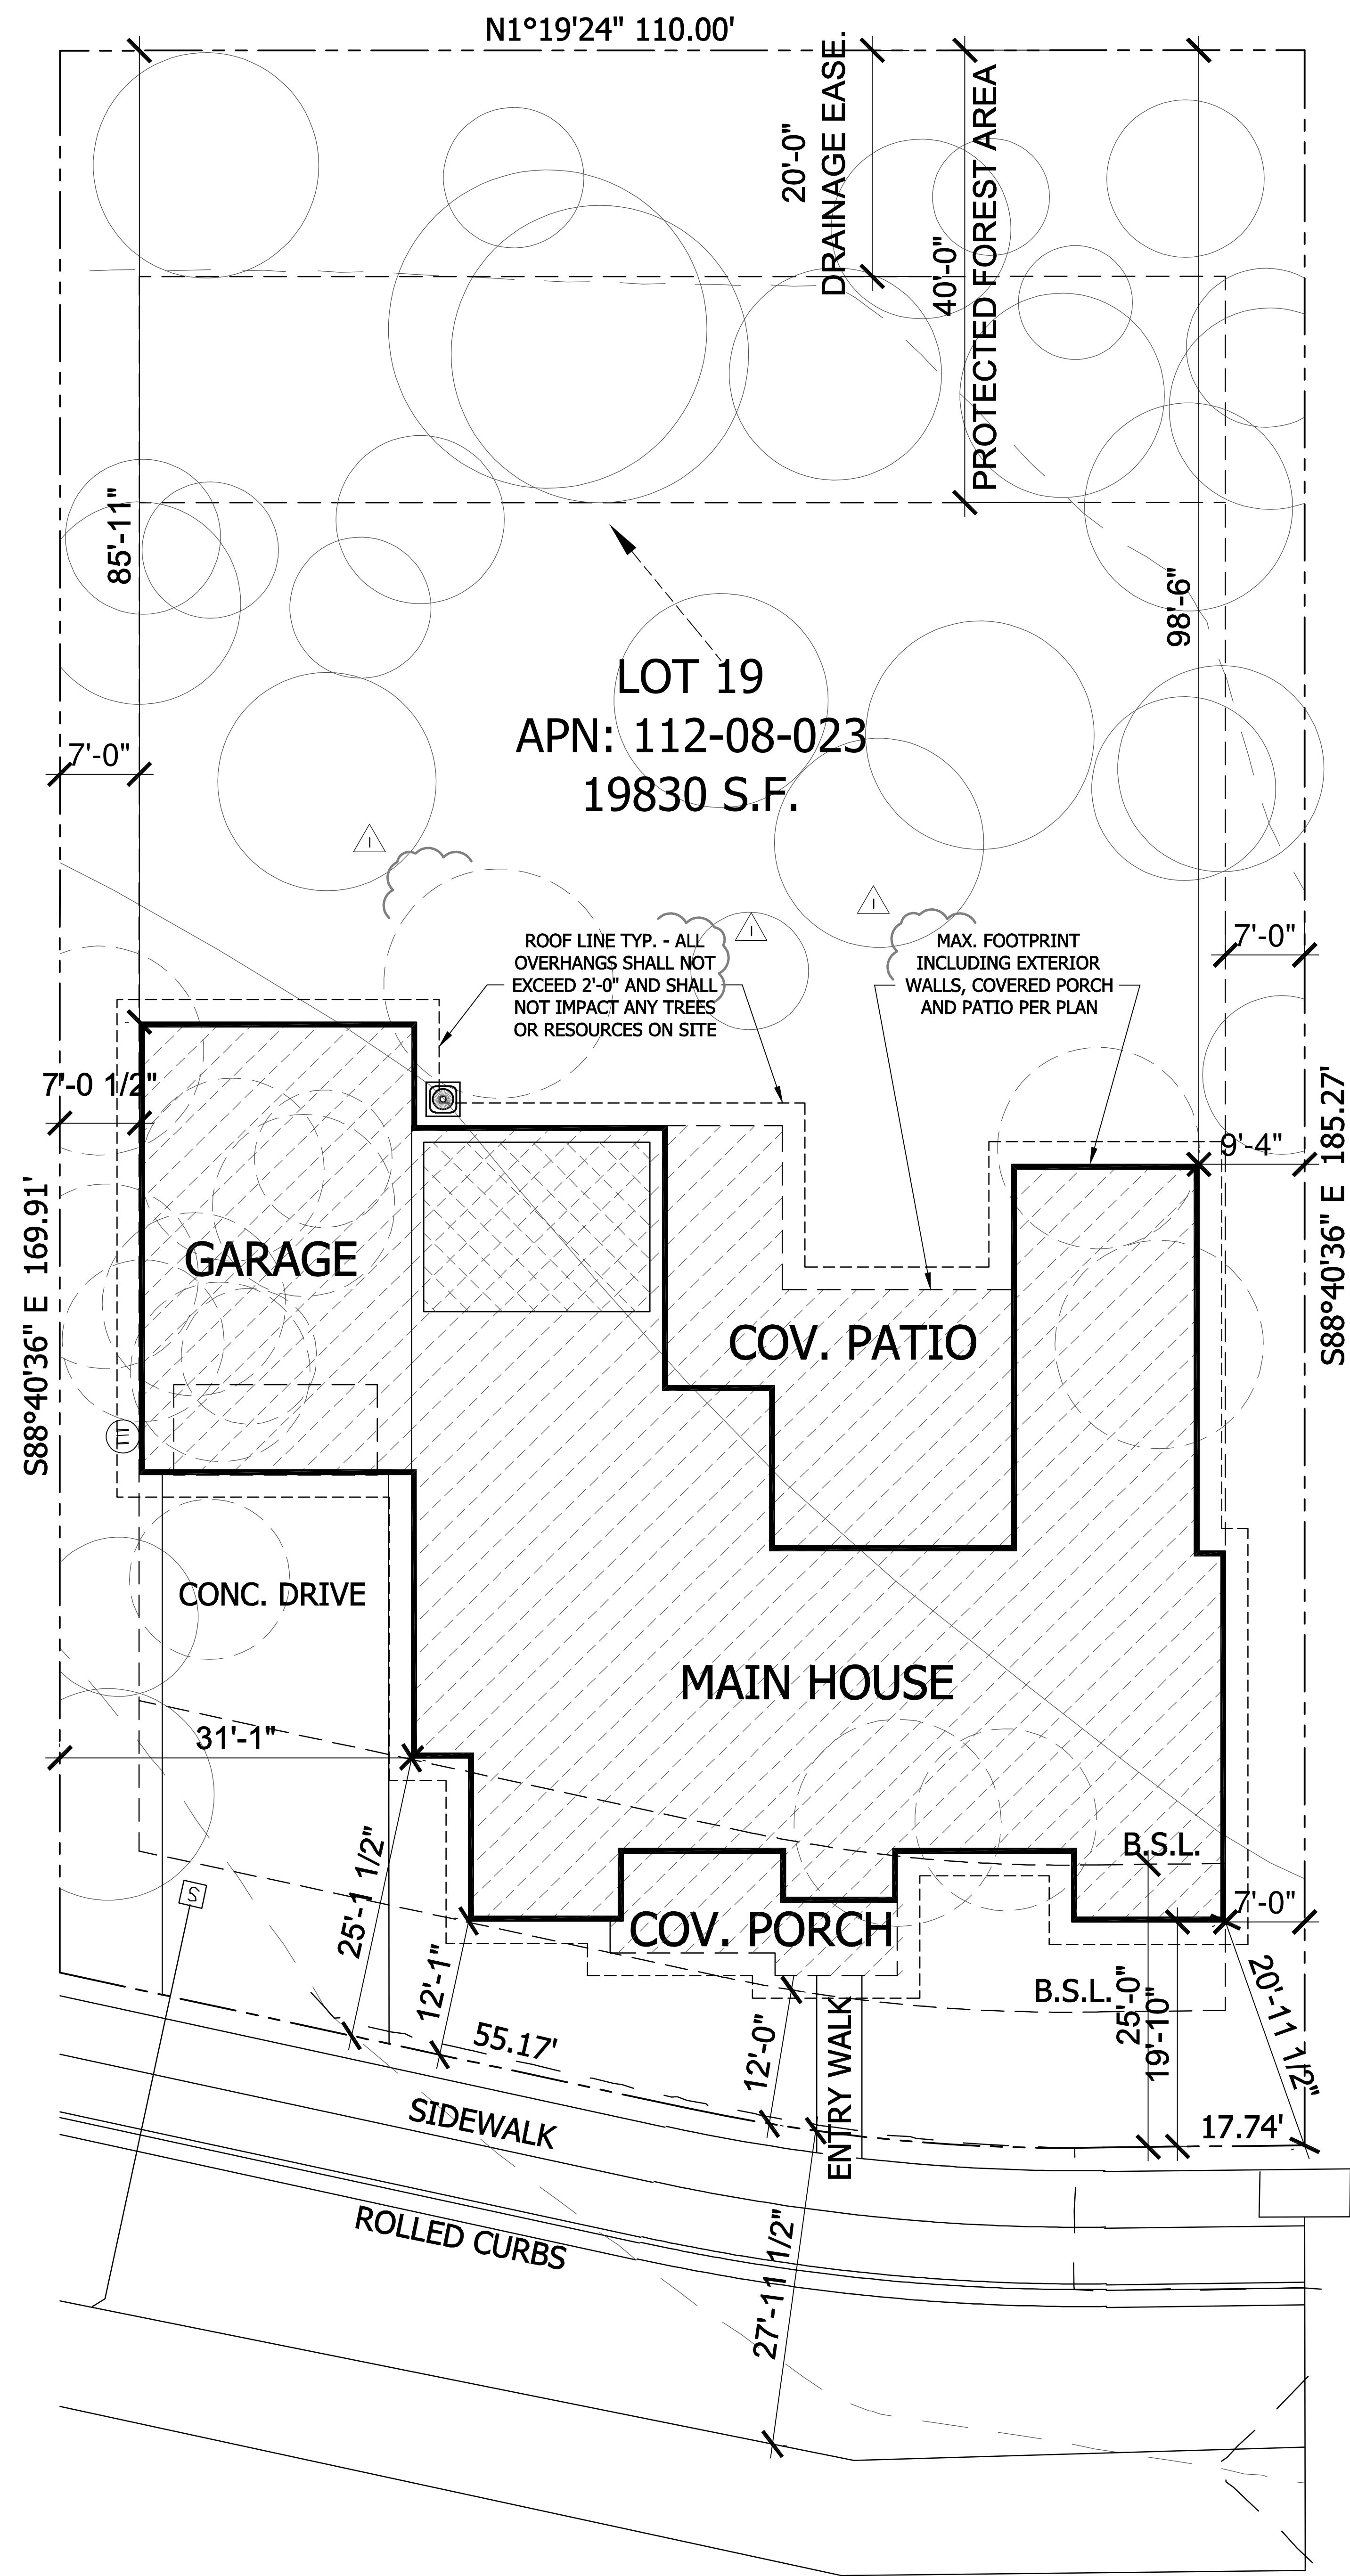 N1°19'24" 110.00'
20'-0"
DRAINAGE EASE.
40'-0"
PROTECTED FOREST AREA
85'-11"
98'-6"
LOT 19
APN: 112-08-023
19830 S.F.
7'-0"
7'-0"
ROOF LINE TYP. - ALL
OVERHANGS SHALL NOT
EXCEED 2'-0" AND SHALL
NOT IMPACT ANY TREES
OR RESOURCES ON SITE
MAX. FOOTPRINT
INCLUDING EXTERIOR
WALLS, COVERED PORCH
AND PATIO PER PLAN
1
1
1
7'-0 1/2"
9'-4"
S88°40'36" E 169.91'
S88°40'36" E 185.27'
GARAGE
COV. PATIO
E
CONC. DRIVE
MAIN HOUSE
31'-1"
25'-1 1/2"
B.S.L.
S
COV. PORCH
7'-0"
12'-1"
B.S.L.
25'-0"
19'-10"
20'-11 1/2"
55.17'
12'-0"
ENTRY WALK
17.74'
SIDEWALK
ROLLED CURBS
27'-11 1/2"